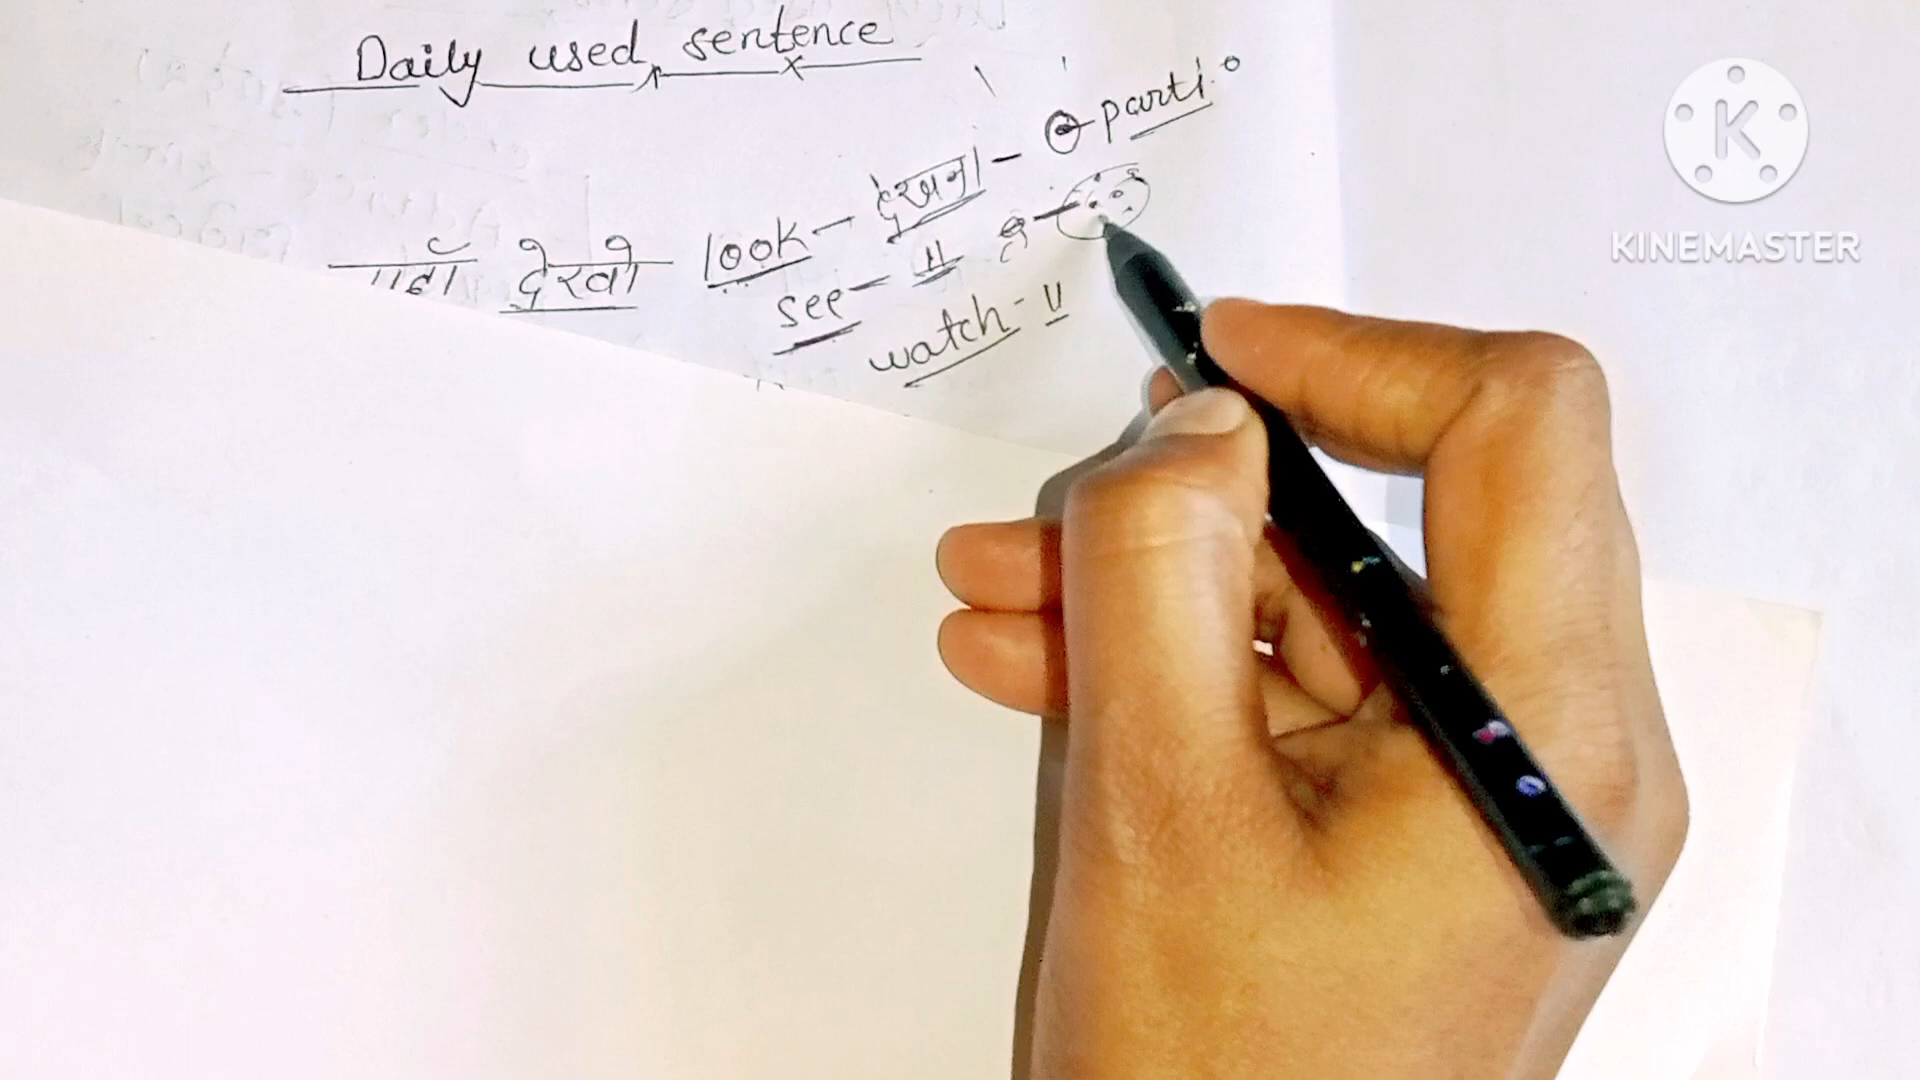 Daily used sentence
यहाँ देखो look - देखना - parti.
see - 〃
watch - 〃
K
KINEMASTER